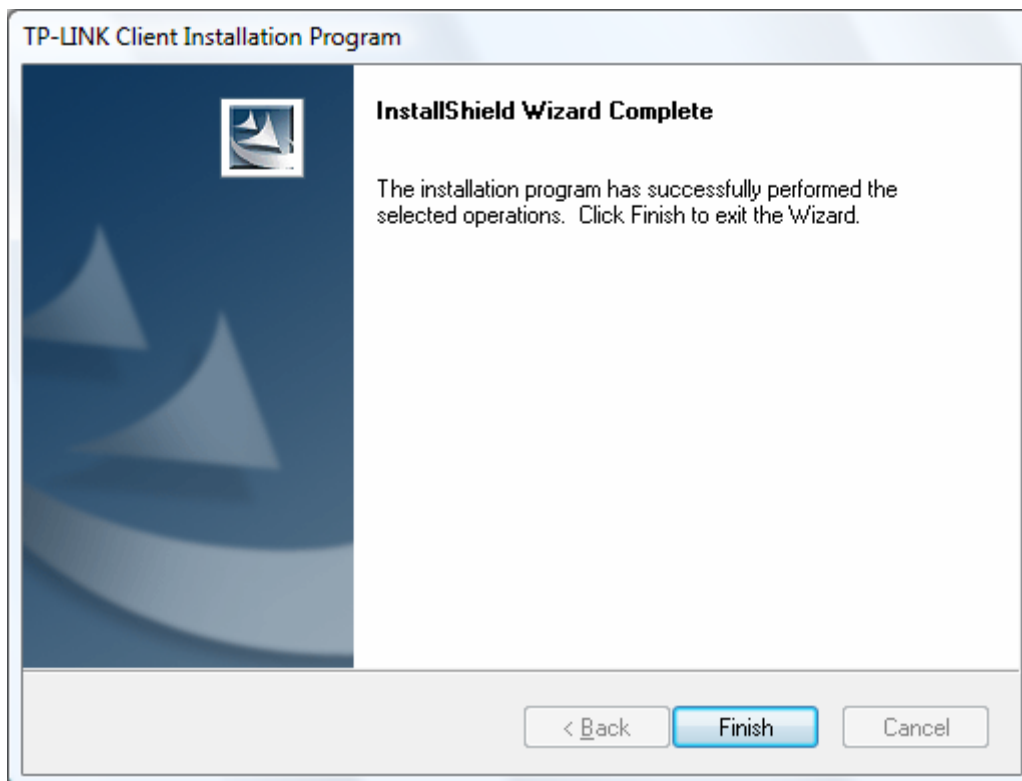 TP-LINK Client Installation Program
InstallShield Wizard Complete
The installation program has successfully performed the
selected operations.  Click Finish to exit the Wizard.
< Back
Finish
Cancel